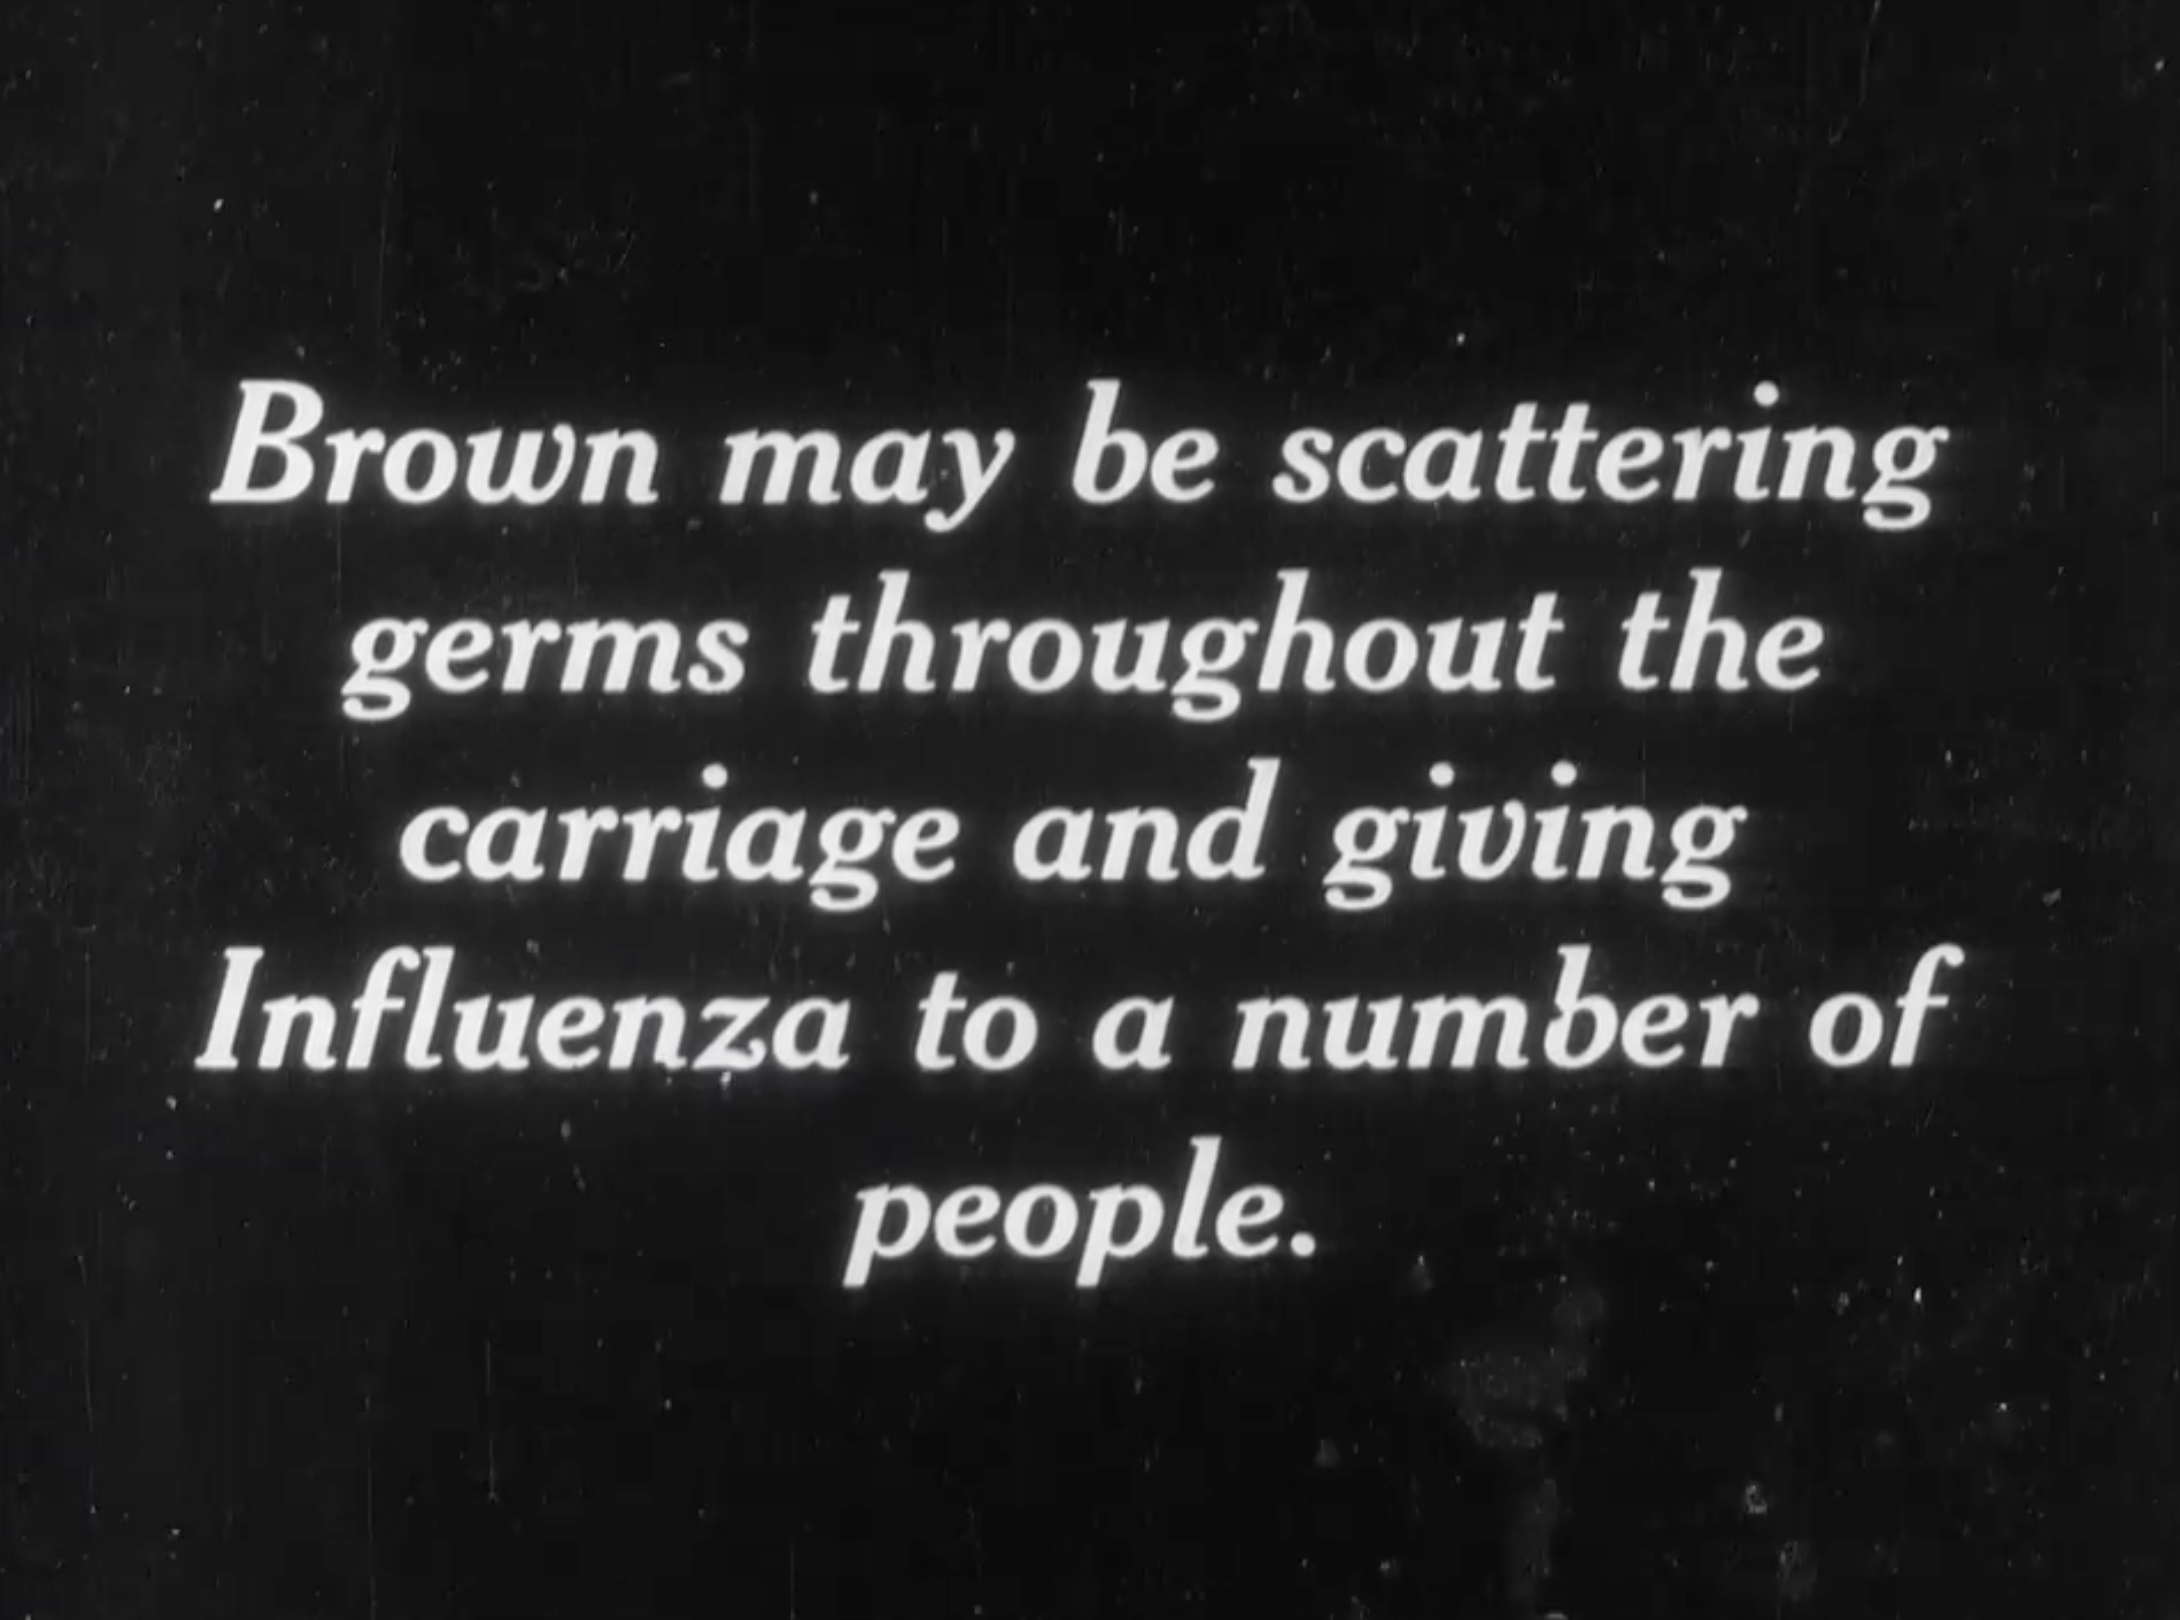 Brown may be scattering
germs throughout the
carriage and giving
Influenza to a number of
people.